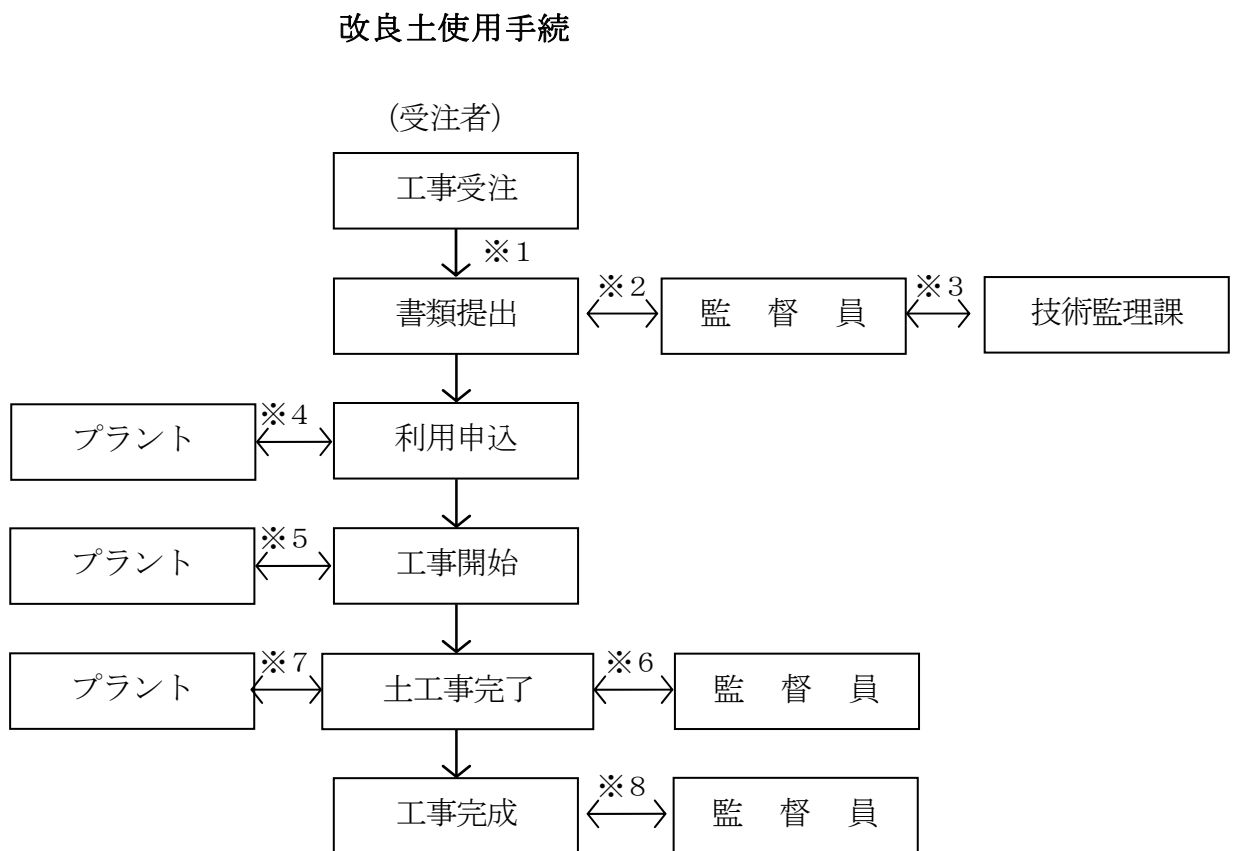 改良土使用手続
(受注者)
工事受注
※1
書類提出
※2
監 督 員
※3
技術監理課
プラント
※4
利用申込
プラント
※5
工事開始
プラント
※7
土工事完了
※6
監 督 員
工事完成
※8
監 督 員